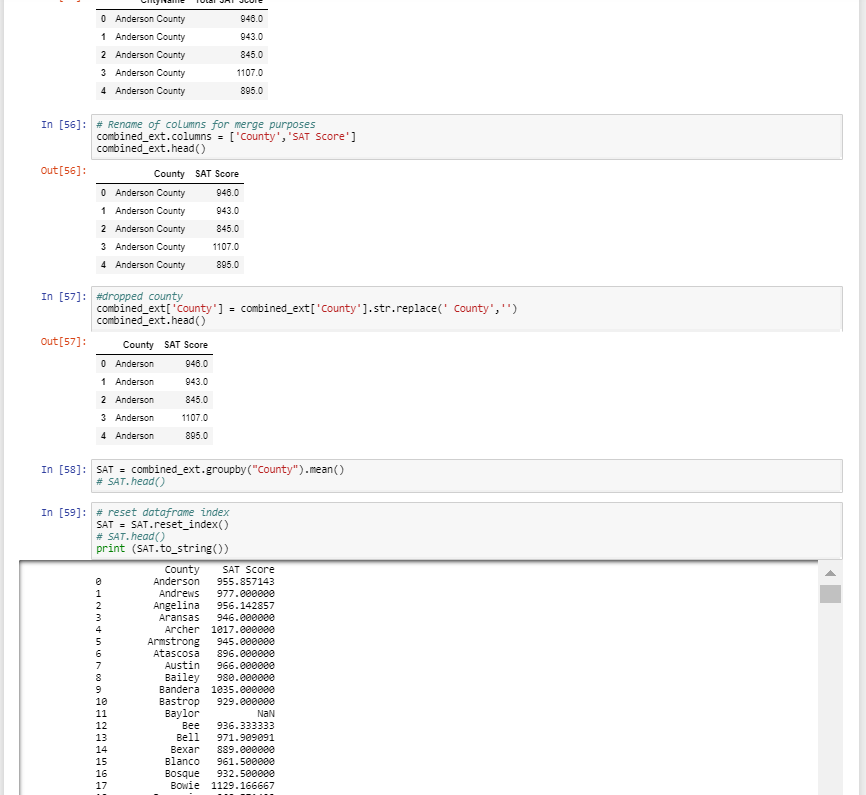 CntyName Total SAT Score
0 Anderson County 946.0
1 Anderson County 943.0
2 Anderson County 845.0
3 Anderson County 1107.0
4 Anderson County 895.0
In [56]: # Rename of columns for merge purposes
combined_ext.columns = ['County','SAT Score']
combined_ext.head()
Out[56]:
County SAT Score
0 Anderson County 946.0
1 Anderson County 943.0
2 Anderson County 845.0
3 Anderson County 1107.0
4 Anderson County 895.0
In [57]: #dropped county
combined_ext['County'] = combined_ext['County'].str.replace(' County','')
combined_ext.head()
Out[57]:
County SAT Score
0 Anderson 946.0
1 Anderson 943.0
2 Anderson 845.0
3 Anderson 1107.0
4 Anderson 895.0
In [58]: SAT = combined_ext.groupby("County").mean()
# SAT.head()
In [59]: # reset dataframe index
SAT = SAT.reset_index()
# SAT.head()
print (SAT.to_string())
County SAT Score
0 Anderson 955.857143
1 Andrews 977.000000
2 Angelina 956.142857
3 Aransas 946.000000
4 Archer 1017.000000
5 Armstrong 945.000000
6 Atascosa 896.000000
7 Austin 966.000000
8 Bailey 980.000000
9 Bandera 1035.000000
10 Bastrop 929.000000
11 Baylor NaN
12 Bee 936.333333
13 Bell 971.909091
14 Bexar 889.000000
15 Blanco 961.500000
16 Bosque 932.500000
17 Bowie 1129.166667